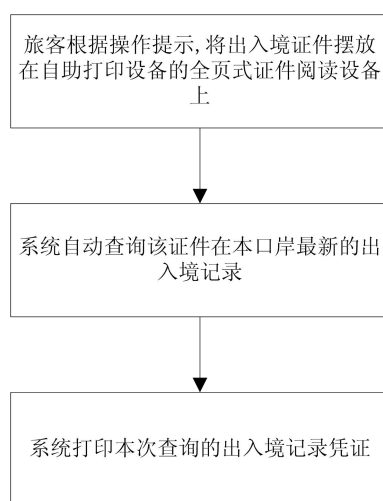 旅客根据操作提示,将出入境证件摆放
在自助打印设备的全页式证件阅读设备
上
系统自动查询该证件在本口岸最新的出
入境记录
系统打印本次查询的出入境记录凭证